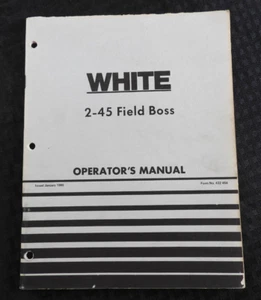 WHITE
2-45 Field Boss
OPERATOR'S MANUAL